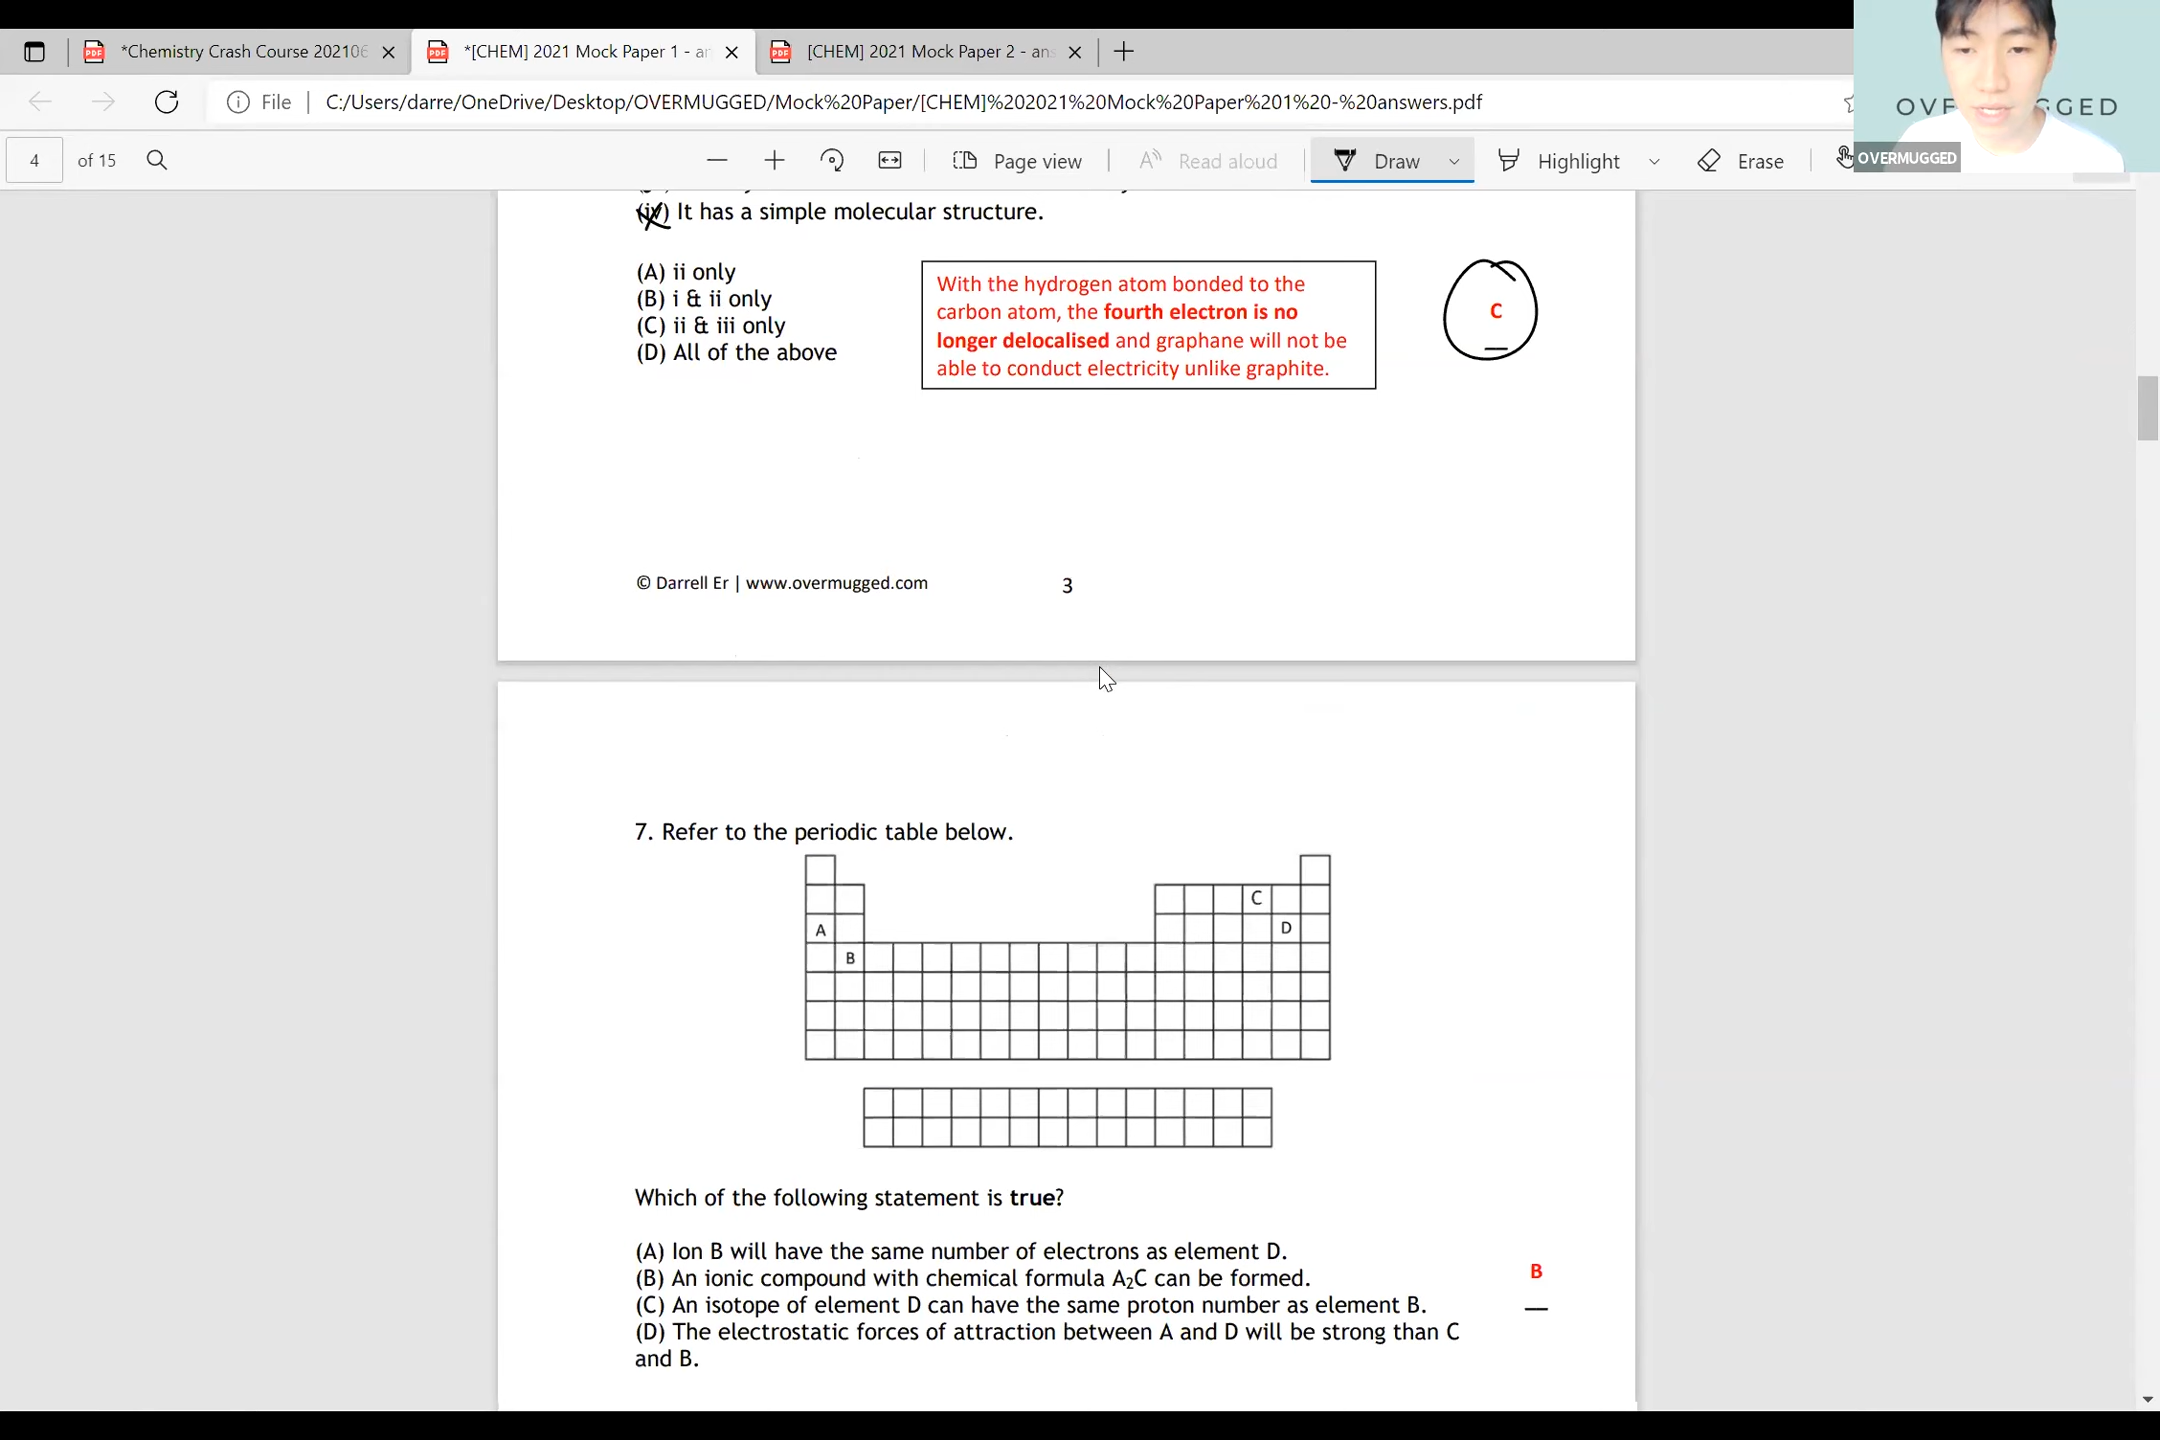 *Chemistry Crash Course 202106
*[CHEM] 2021 Mock Paper 1 - an
[CHEM] 2021 Mock Paper 2 - ans
File
C:/Users/darre/OneDrive/Desktop/OVERMUGGED/Mock%20Paper/[CHEM]%202021%20Mock%20Paper%201%20-%20answers.pdf
OVERMUGGED
4 of 15
Page view
Read aloud
Draw
Highlight
Erase
(iv) It has a simple molecular structure.
(A) ii only
(B) i & ii only
(C) ii & iii only
(D) All of the above
With the hydrogen atom bonded to the
carbon atom, the fourth electron is no
longer delocalised and graphane will not be
able to conduct electricity unlike graphite.
C
© Darrell Er | www.overmugged.com
3
7. Refer to the periodic table below.
C
A
D
B
Which of the following statement is true?
(A) Ion B will have the same number of electrons as element D.
(B) An ionic compound with chemical formula A₂C can be formed.
(C) An isotope of element D can have the same proton number as element B.
(D) The electrostatic forces of attraction between A and D will be strong than C
and B.
B